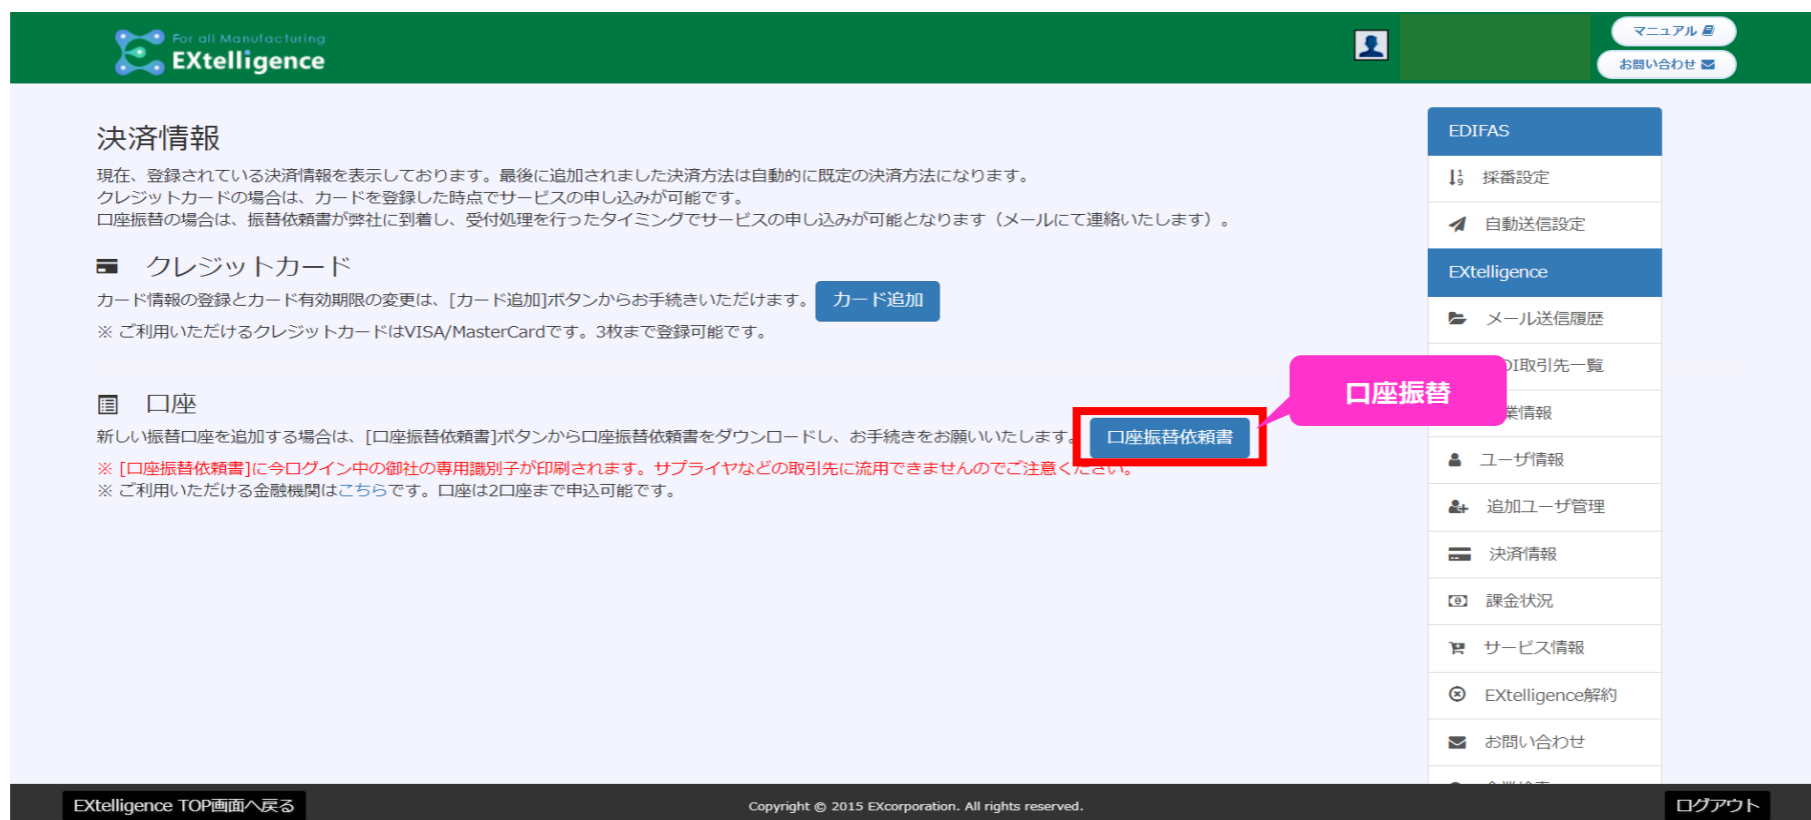 For all Manufacturing
EXtelligence
マニュアル
お問い合わせ
決済情報
現在、登録されている決済情報を表示しております。最後に追加されました決済方法は自動的に既定の決済方法になります。
クレジットカードの場合は、カードを登録した時点でサービスの申し込みが可能です。
口座振替の場合は、振替依頼書が弊社に到着し、受付処理を行ったタイミングでサービスの申し込みが可能となります（メールにて連絡いたします）。
クレジットカード
カード情報の登録とカード有効期限の変更は、[カード追加]ボタンからお手続きいただけます。 カード追加
※ ご利用いただけるクレジットカードはVISA/MasterCardです。3枚まで登録可能です。
口座
新しい振替口座を追加する場合は、[口座振替依頼書]ボタンから口座振替依頼書をダウンロードし、お手続きをお願いいたします。 口座振替依頼書
口座振替
※ [口座振替依頼書]に今ログイン中の御社の専用識別子が印刷されます。サプライヤなどの取引先に流用できませんのでご注意ください。
※ ご利用いただける金融機関はこちらです。口座は2口座まで申込可能です。
EDIFAS
採番設定
自動送信設定
EXtelligence
メール送信履歴
DI取引先一覧
業情報
ユーザ情報
追加ユーザ管理
決済情報
課金状況
サービス情報
EXtelligence解約
お問い合わせ
EXtelligence TOP画面へ戻る
Copyright © 2015 EXcorporation. All rights reserved.
ログアウト